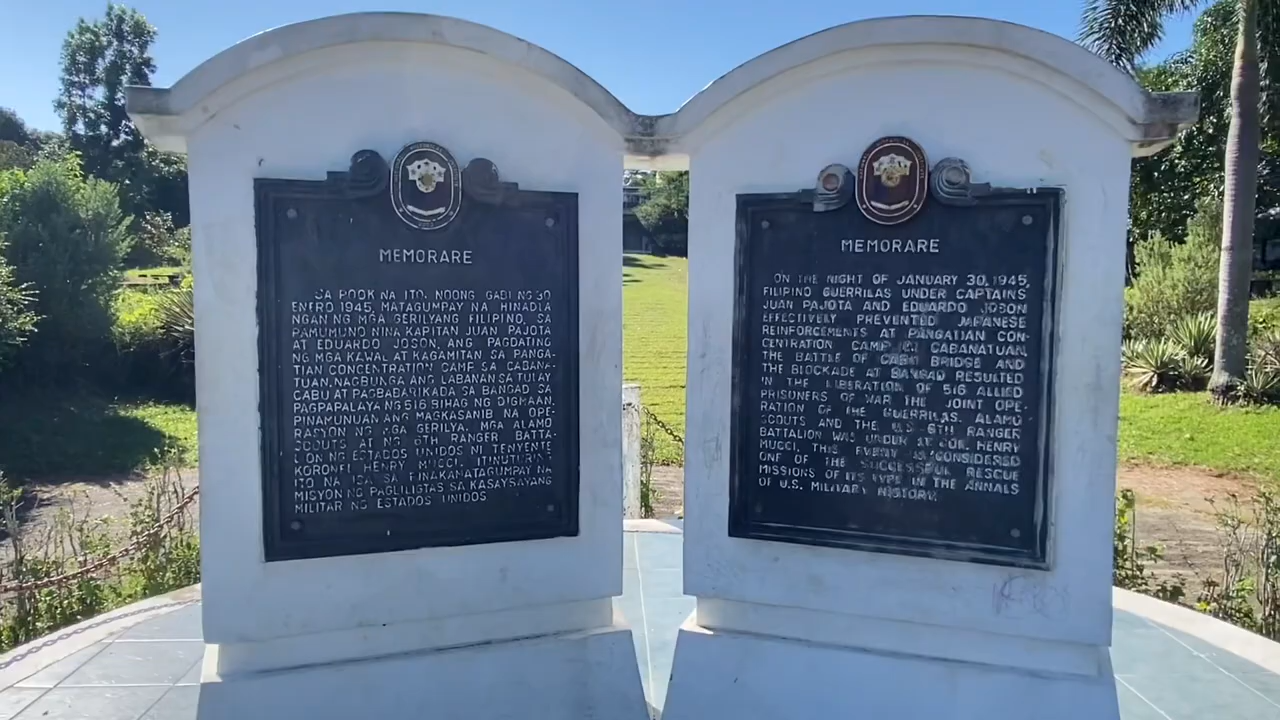 MEMORARE
SA POOK NA ITO, NOONG GABI NG 30
ENERO 1945, MATAGUMPAY NA HINADLA
NGAN NG MGA GERILYANG PILIPINO, SA
PAMUMUNO NINA KAPITAN JUAN PAJOTA
AT EDUARDO JOSON, ANG PAGDATING
NG MGA KAWAL AT KAGAMITAN SA PANGA-
TIAN CONCENTRATION CAMP SA CABANA-
TUAN. NAGBUNGA ANG LABANAN SA TULAY
CABU AT PAGBABARIKADA SA BANGAD SA
PAGPAPALAYA NG 516 BIHAG NG DIGMAAN.
PINAMUNUAN ANG MAGKASANIB NA OPE-
RASYON NG MGA GERILYA, MGA ALAMO
SCOUTS AT NG 6TH RANGER BATTA-
LION NG ESTADOS UNIDOS NI TENYENTE
KORONEL HENRY MUCCI. ITINUTURING
ITO NA ISA SA PINAKAMATAGUMPAY NA
MISYON NG PAGLILIGTAS SA KASAYSAYANG
MILITAR NG ESTADOS UNIDOS
MEMORARE
ON THE NIGHT OF JANUARY 30, 1945,
FILIPINO GUERRILAS UNDER CAPTAINS
JUAN PAJOTA AND EDUARDO JOSON
EFFECTIVELY PREVENTED JAPANESE
REINFORCEMENTS AT PANGATIAN CON-
CENTRATION CAMP IN CABANATUAN,
THE BATTLE OF CABU BRIDGE AND
THE BLOCKADE AT BANGAD RESULTED
IN THE LIBERATION OF 516 ALLIED
PRISONERS OF WAR THE JOINT OPE-
RATION OF THE GUERRILAS, ALAMO
SCOUTS AND THE U.S. 6TH RANGER
BATTALION WAS UNDER LT. COL. HENRY
MUCCI. THIS EVENT IS CONSIDERED
ONE OF THE SUCCESSFUL RESCUE
MISSIONS OF ITS TYPE IN THE ANNALS
OF U.S. MILITARY HISTORY.